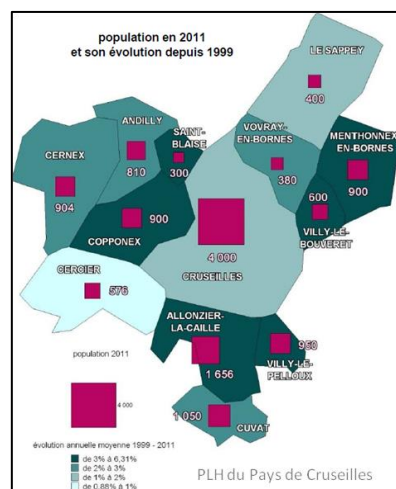 population en 2011
et son évolution depuis 1999
LE SAPPEY
400
ANDILLY
810
SAINT-
BLAISE
300
VOVRAY-
EN-BORNES
380
MENTHONNEX
EN-BORNES
900
CERNEX
904
900
COPPONEX
600
VILLY-LE-
BOUVERET
4 000
CRUSEILLES
CERCIER
576
ALLONZIER-
LA-CAILLE
1 656
960
VILLY-LE-
PELLOUX
1 050
CUVAT
population 2011
4 000
évolution annuelle moyenne 1999 - 2011
de 3% à 6,31%
de 2% à 3%
de 1% à 2%
de 0,88% à 1%
PLH du Pays de Cruseilles